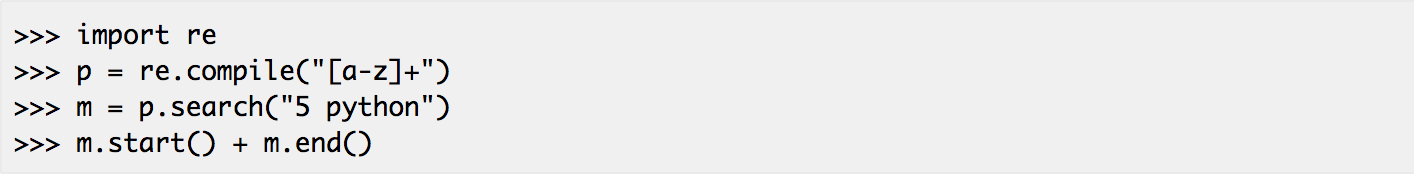 >>> import re
>>> p = re.compile("[a-z]+")
>>> m = p.search("5 python")
>>> m.start() + m.end()